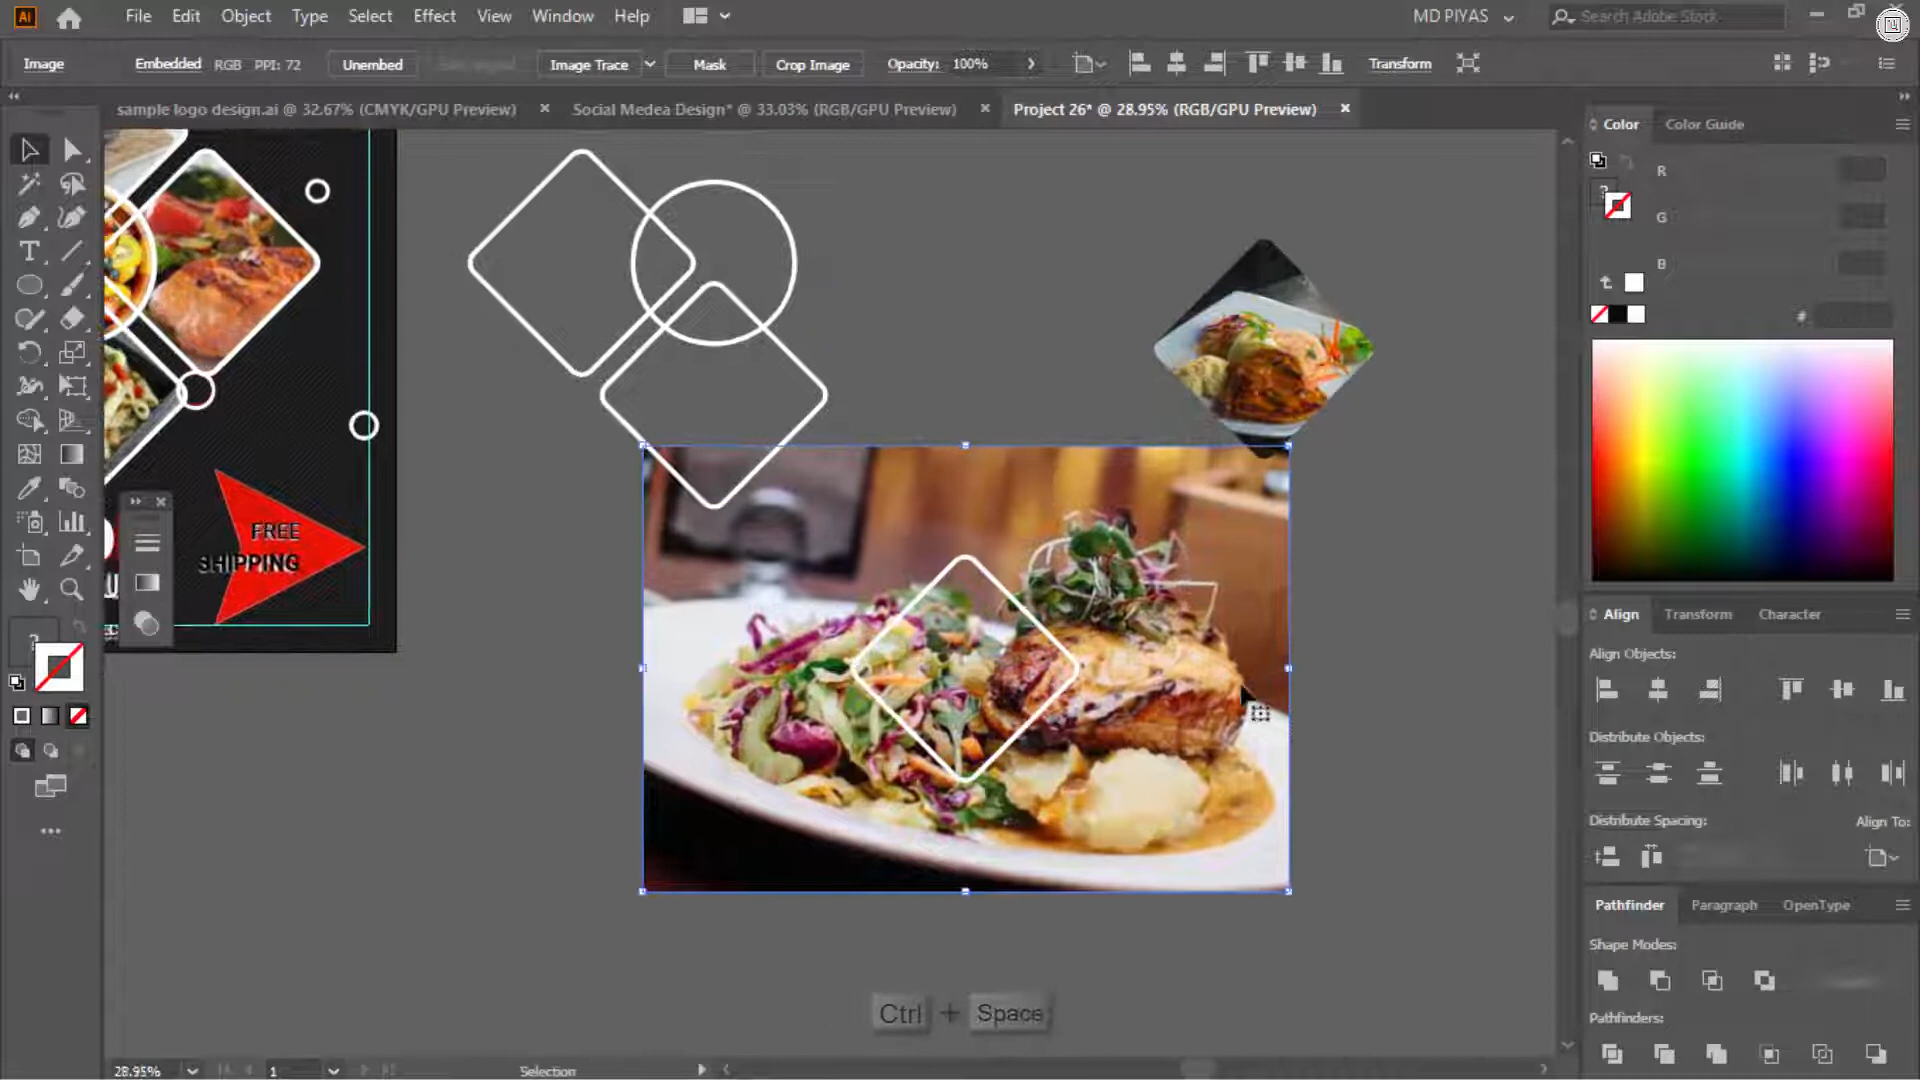 Ai File Edit Object Type Select Effect View Window Help MD PIYAS Search Adobe Stock
Image Embedded RGB PPI: 72 Unembed Image Trace Mask Crop Image Opacity: 100% Transform
sample logo design.ai @ 32.67% (CMYK/GPU Preview) Social Medea Design* @ 33.03% (RGB/GPU Preview) Project 26* @ 28.95% (RGB/GPU Preview)
Color Color Guide
R
G
B
#
FREE
SHIPPING
Align Transform Character
Align Objects:
Distribute Objects:
Distribute Spacing: Align To:
Pathfinder Paragraph OpenType
Shape Modes:
Pathfinders:
Ctrl + Space
28.95% 1 Selection